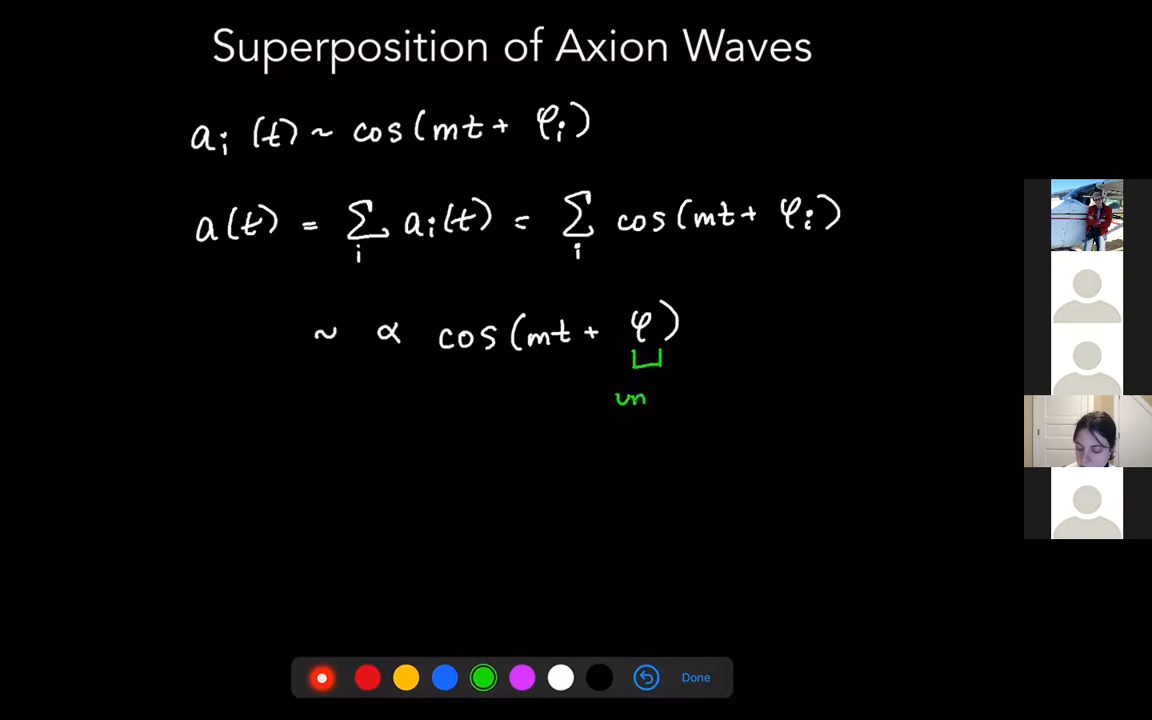 Superposition of Axion Waves
aᵢ (t) ~ cos(mt + φᵢ)
a(t) = Σᵢ aᵢ(t) = Σᵢ cos(mt + φᵢ)
~ α cos(mt + φ)
un
Done